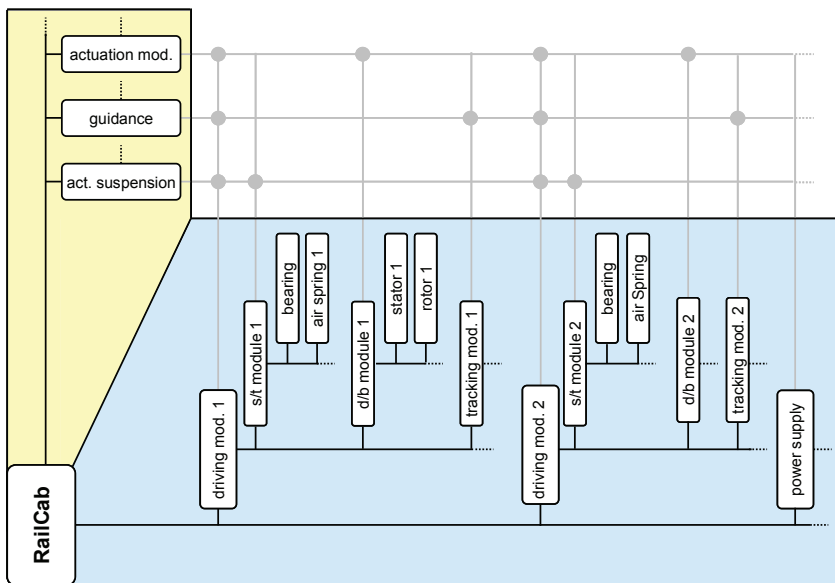 actuation mod.
guidance
act. suspension
bearing
air spring 1
stator 1
rotor 1
bearing
air Spring
s/t module 1
d/b module 1
tracking mod. 1
s/t module 2
d/b module 2
tracking mod. 2
driving mod. 1
driving mod. 2
power supply
RailCab